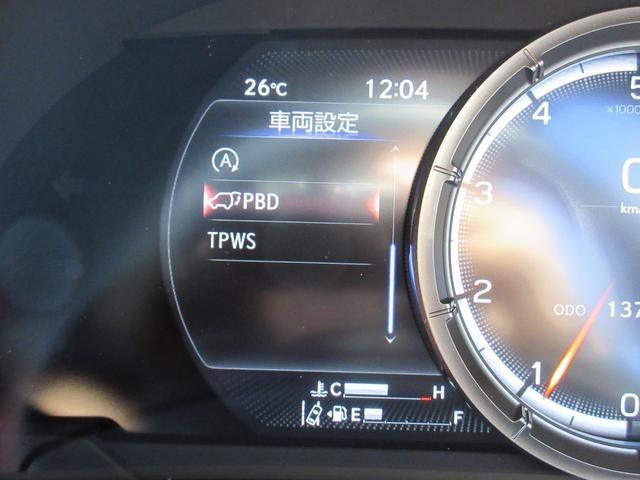 26℃ 12:04
車両設定
A
PBD
TPWS
C H
E F
5
×1000
4
3
2
1
0
0
km/
ODO 137